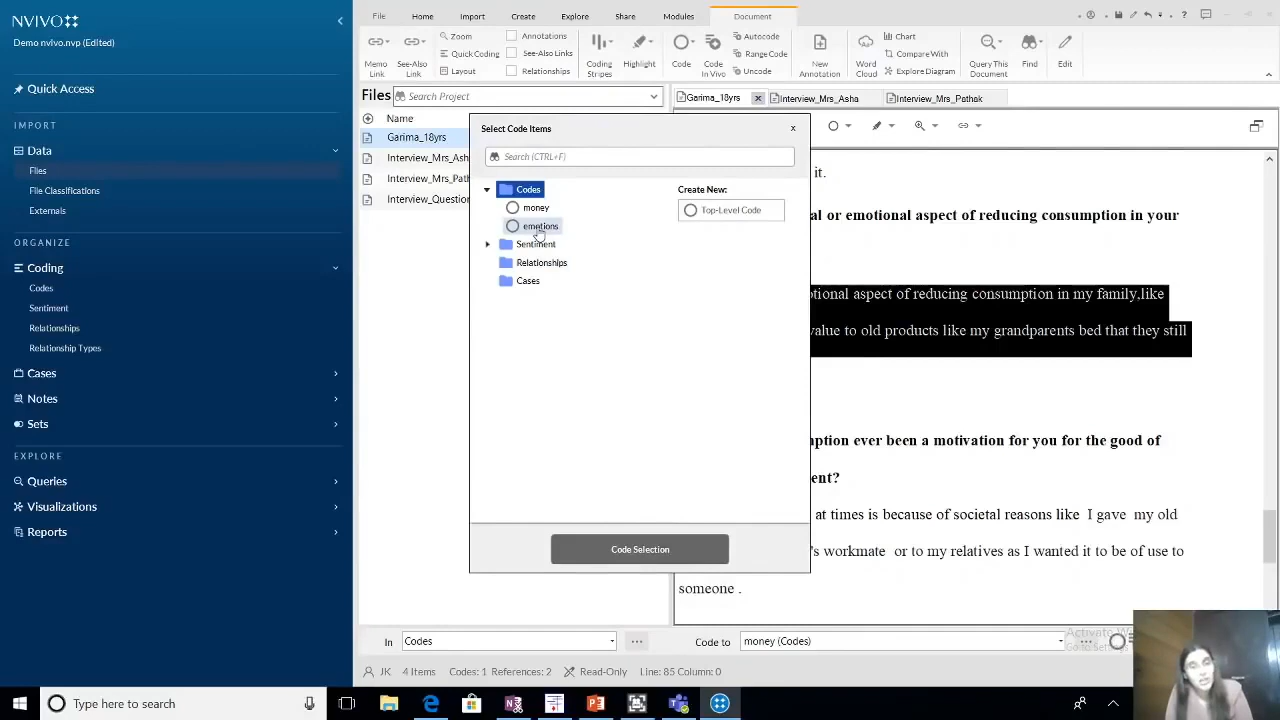 NVIVO
Demo nvivo.nvp (Edited)
Quick Access
IMPORT
Data
Files
File Classifications
Externals
ORGANIZE
Coding
Codes
Sentiment
Relationships
Relationship Types
Cases
Notes
Sets
EXPLORE
Queries
Visualizations
Reports
File Home Import Create Explore Share Modules Document
Memo Link
See-Also Link
Zoom
Quick Coding
Layout
Annotations
See-Also Links
Relationships
Coding Stripes
Highlight
Code
Code In Vivo
Autocode
Range Code
Uncode
New Annotation
Word Cloud
Chart
Compare With
Explore Diagram
Query This Document
Find
Edit
Files
Search Project
Name
Garima_18yrs
Interview_Mrs_Ash
Interview_Mrs_Path
Interview_Question
Garima_18yrs
Interview_Mrs_Asha
Interview_Mrs_Pathak
Select Code Items
x
Search (CTRL+F)
Codes
money
emotions
Sentiment
Relationships
Cases
Create New:
Top-Level Code
Code Selection
it.
al or emotional aspect of reducing consumption in your
otional aspect of reducing consumption in my family,like
value to old products like my grandparents bed that they still
mption ever been a motivation for you for the good of
ent?
at times is because of societal reasons like I gave my old
's workmate or to my relatives as I wanted it to be of use to
someone .
In Codes
Code to money (Codes)
JK 4 Items Codes: 1 References: 2 Read-Only Line: 85 Column: 0
Type here to search